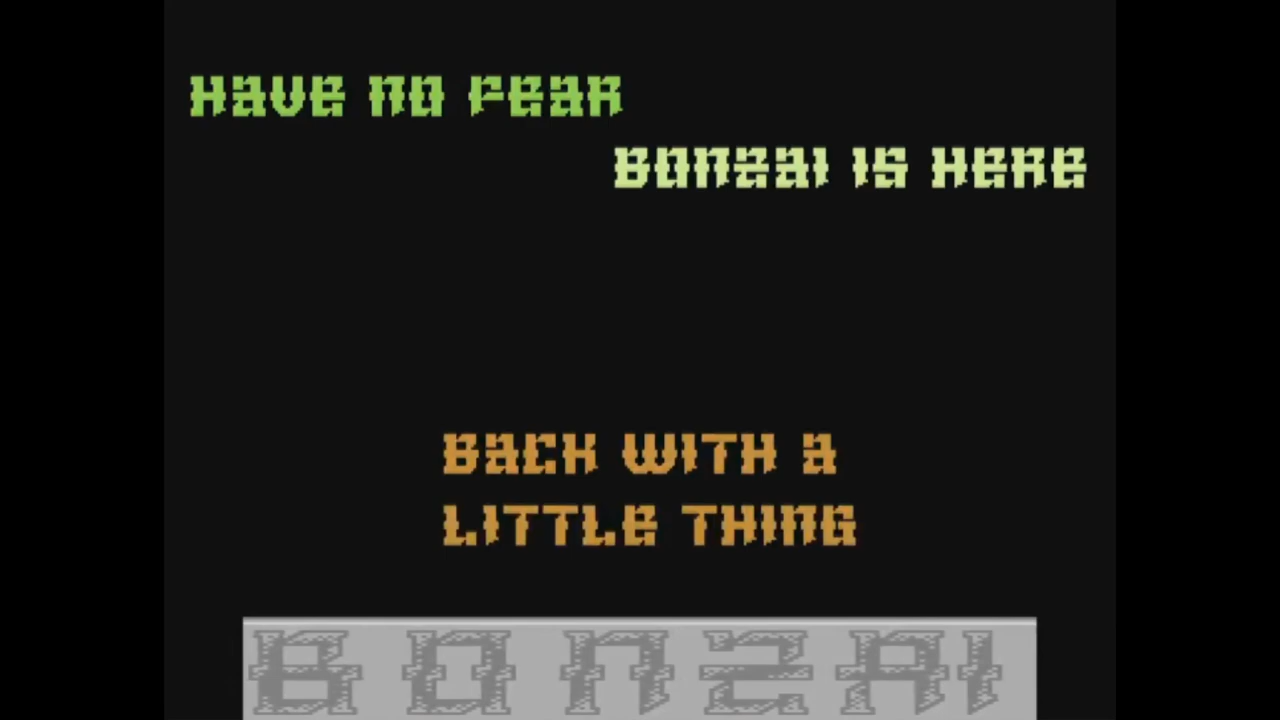 HAVE NO FEAR
BONZAI IS HERE
BACK WITH A
LITTLE THING
BONZAI